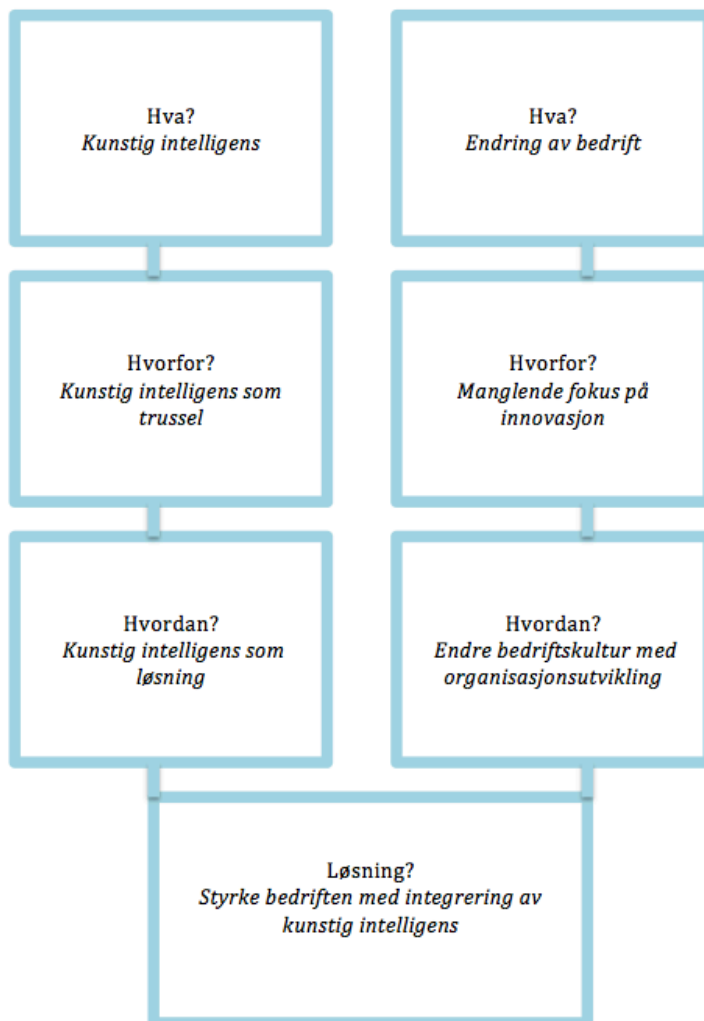 Hva?
Kunstig intelligens
Hva?
Endring av bedrift
Hvorfor?
Kunstig intelligens som
trussel
Hvorfor?
Manglende fokus på
innovasjon
Hvordan?
Kunstig intelligens som
løsning
Hvordan?
Endre bedriftskultur med
organisasjonsutvikling
Løsning?
Styrke bedriften med integrering av
kunstig intelligens